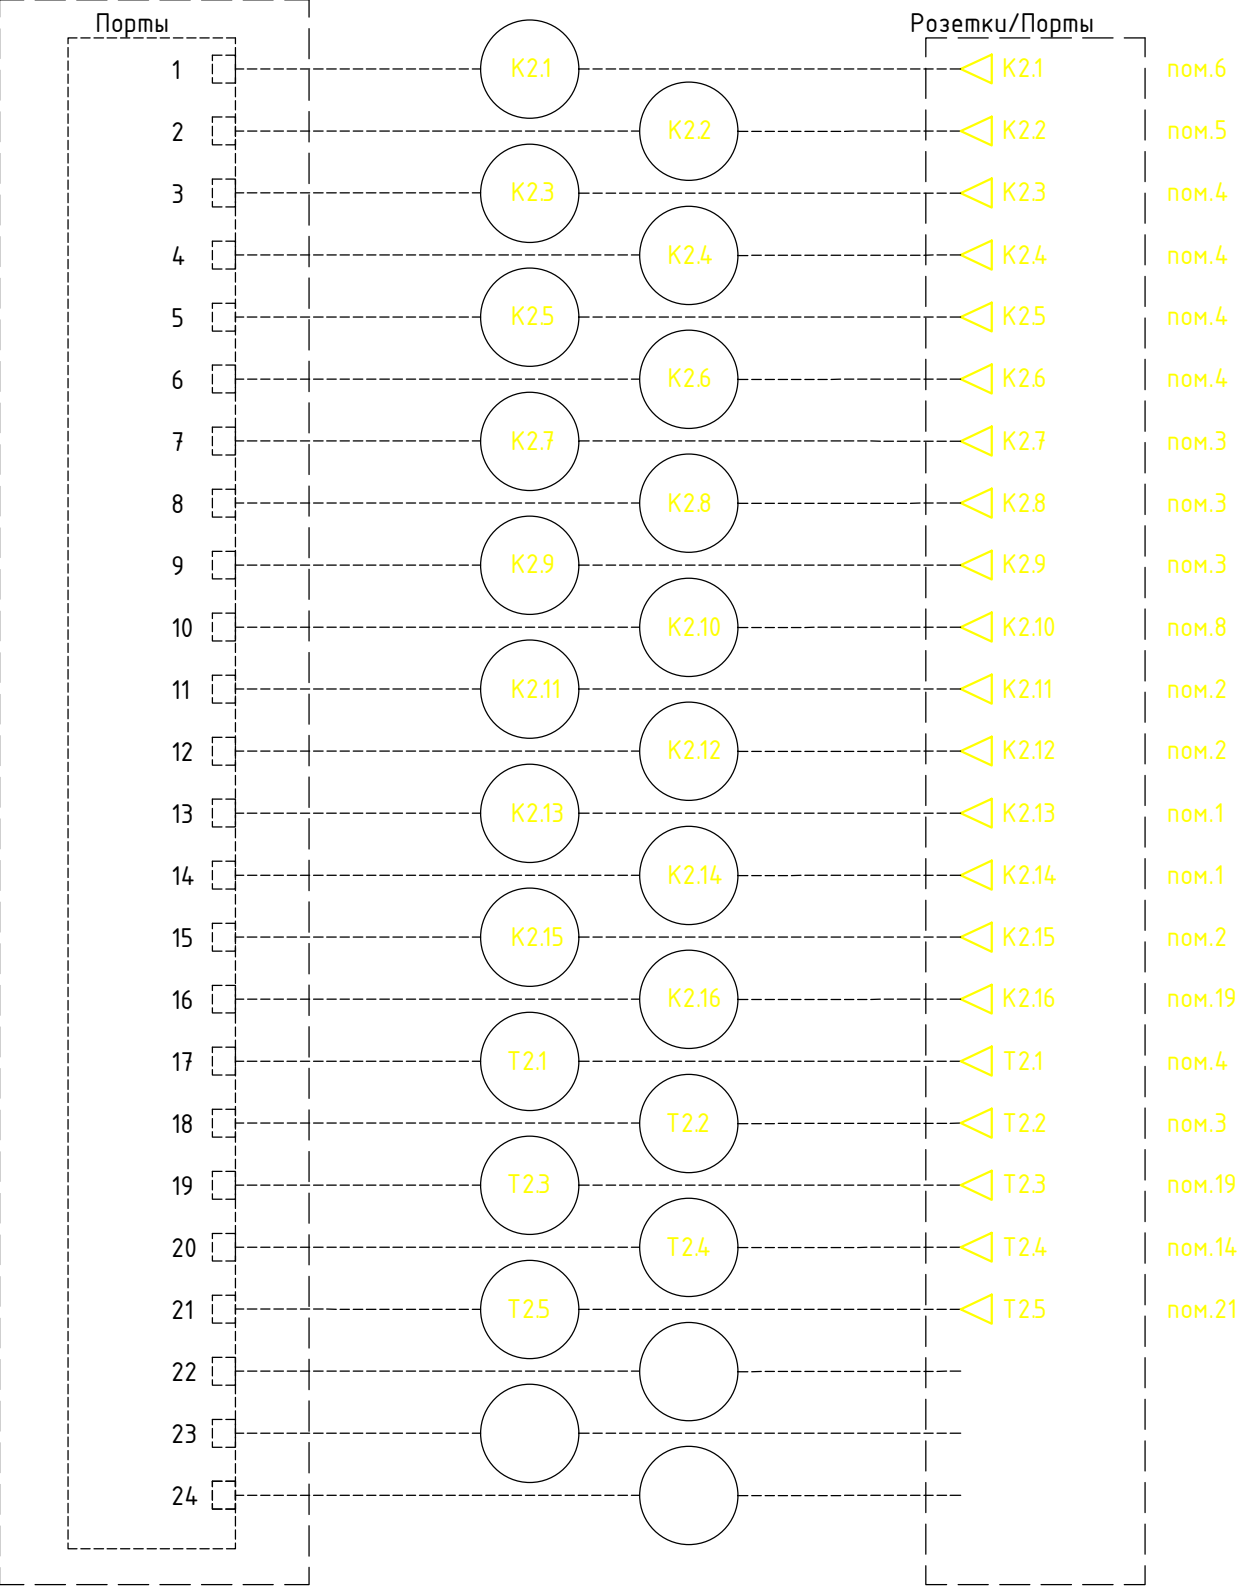 Порты Розетки/Порты
1 K2.1 K2.1 пом.6
2 K2.2 K2.2 пом.5
3 K2.3 K2.3 пом.4
4 K2.4 K2.4 пом.4
5 K2.5 K2.5 пом.4
6 K2.6 K2.6 пом.4
7 K2.7 K2.7 пом.3
8 K2.8 K2.8 пом.3
9 K2.9 K2.9 пом.3
10 K2.10 K2.10 пом.8
11 K2.11 K2.11 пом.2
12 K2.12 K2.12 пом.2
13 K2.13 K2.13 пом.1
14 K2.14 K2.14 пом.1
15 K2.15 K2.15 пом.2
16 K2.16 K2.16 пом.19
17 T2.1 T2.1 пом.4
18 T2.2 T2.2 пом.3
19 T2.3 T2.3 пом.19
20 T2.4 T2.4 пом.14
21 T2.5 T2.5 пом.21
22
23
24